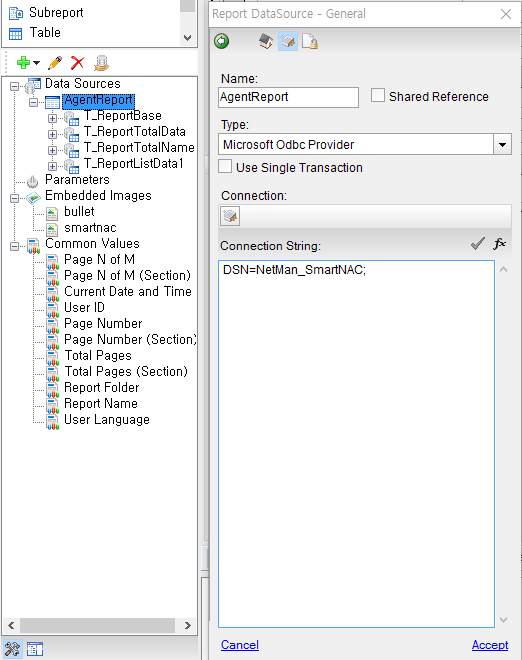 Subreport
Table
Data Sources
AgentReport
T_ReportBase
T_ReportTotalData
T_ReportTotalName
T_ReportListData1
Parameters
Embedded Images
bullet
smartnac
Common Values
Page N of M
Page N of M (Section)
Current Date and Time
User ID
Page Number
Page Number (Section)
Total Pages
Total Pages (Section)
Report Folder
Report Name
User Language
Report DataSource - General
Name:
AgentReport
Shared Reference
Type:
Microsoft Odbc Provider
Use Single Transaction
Connection:
Connection String:
fx
DSN=NetMan_SmartNAC;
Cancel
Accept